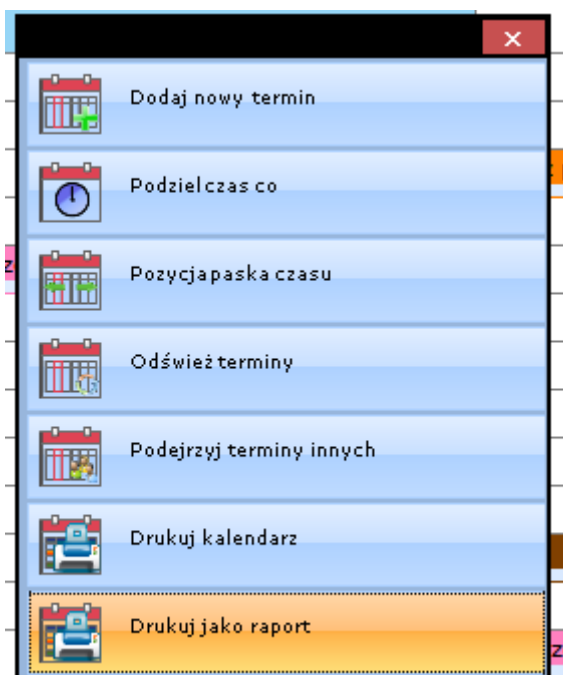 Dodaj nowy termin
Podziel czas co
Pozycja paska czasu
Odśwież terminy
Podejrzyj terminy innych
Drukuj kalendarz
Drukuj jako raport